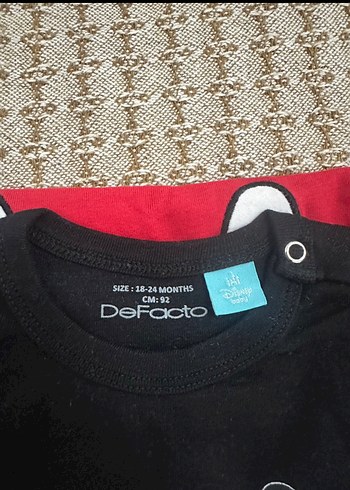 SIZE : 18-24 MONTHS
CM: 92
DeFacto
Disney
baby